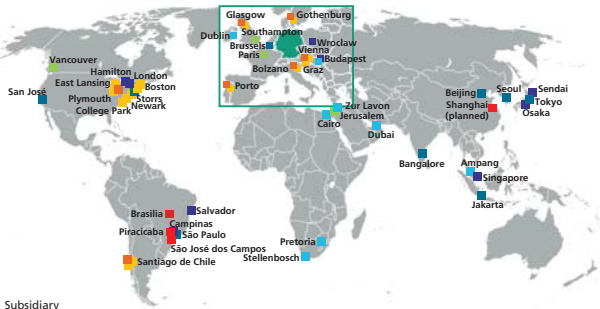 Glasgow
Gothenburg
Dublin
Southampton
Brussels
Wrocław
Vienna
Paris
Budapest
Bolzano
Graz
Porto
Vancouver
Hamilton
London
East Lansing
Boston
San José
Plymouth
Storrs
Newark
College Park
Zur Lavon
Jerusalem
Cairo
Dubai
Beijing
Seoul
Sendai
Shanghai
(planned)
Tokyo
Osaka
Bangalore
Ampang
Singapore
Jakarta
Brasilia
Salvador
Campinas
Piracicaba
São Paulo
São José dos Campos
Pretoria
Stellenbosch
Santiago de Chile
Subsidiary